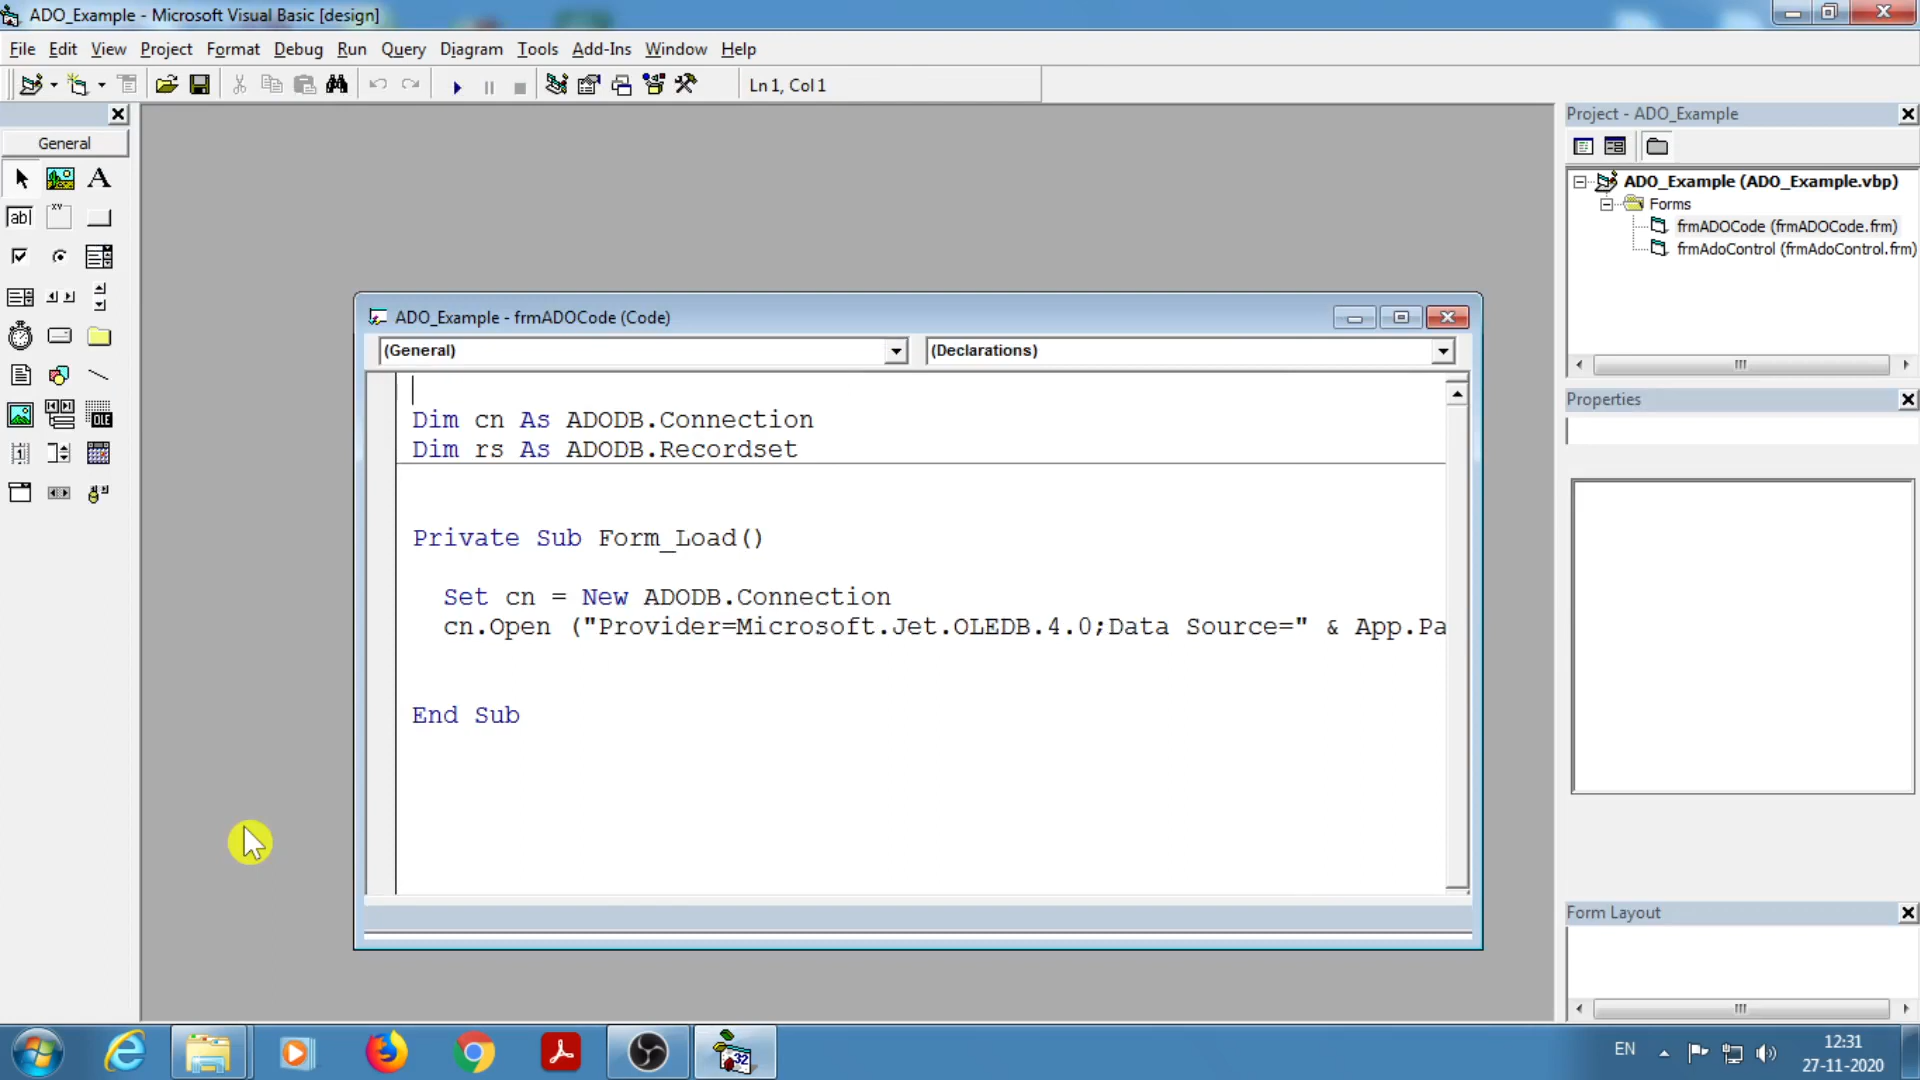 ADO_Example - Microsoft Visual Basic [design]
File Edit View Project Format Debug Run Query Diagram Tools Add-Ins Window Help
Ln 1, Col 1
General
Project - ADO_Example
ADO_Example (ADO_Example.vbp)
Forms
frmADOCode (frmADOCode.frm)
frmAdoControl (frmAdoControl.frm)
ADO_Example - frmADOCode (Code)
(General) (Declarations)
Dim cn As ADODB.Connection
Dim rs As ADODB.Recordset
Private Sub Form_Load()
Set cn = New ADODB.Connection
cn.Open ("Provider=Microsoft.Jet.OLEDB.4.0;Data Source=" & App.Pa
End Sub
Properties
Form Layout
EN
12:31
27-11-2020